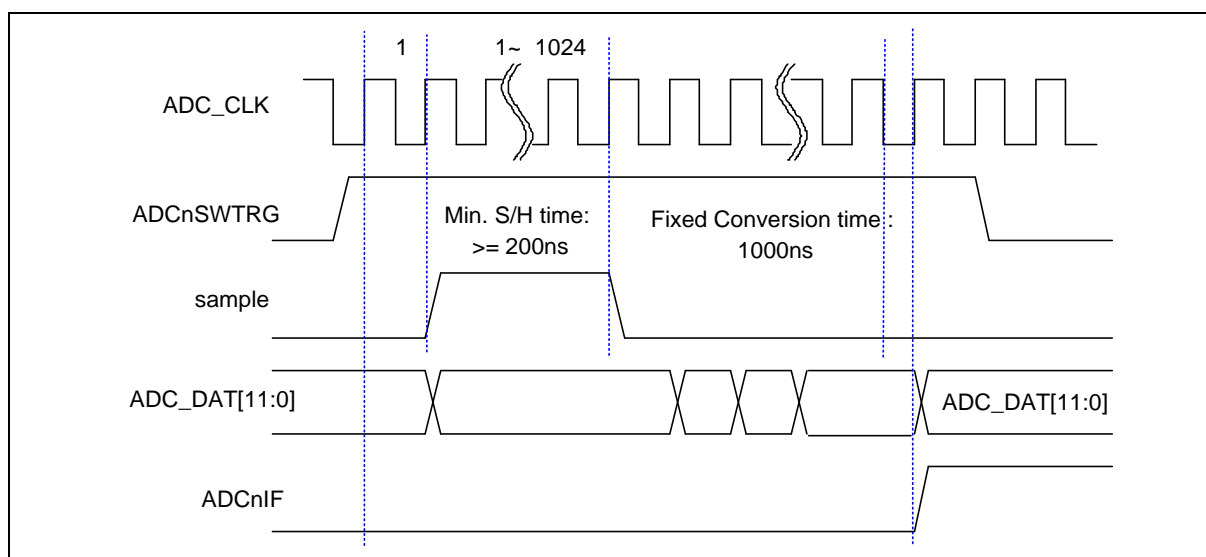 1
1~ 1024
ADC_CLK
ADCnSWTRG
Min. S/H time:
>= 200ns
Fixed Conversion time :
1000ns
sample
ADC_DAT[11:0]
ADC_DAT[11:0]
ADCnIF